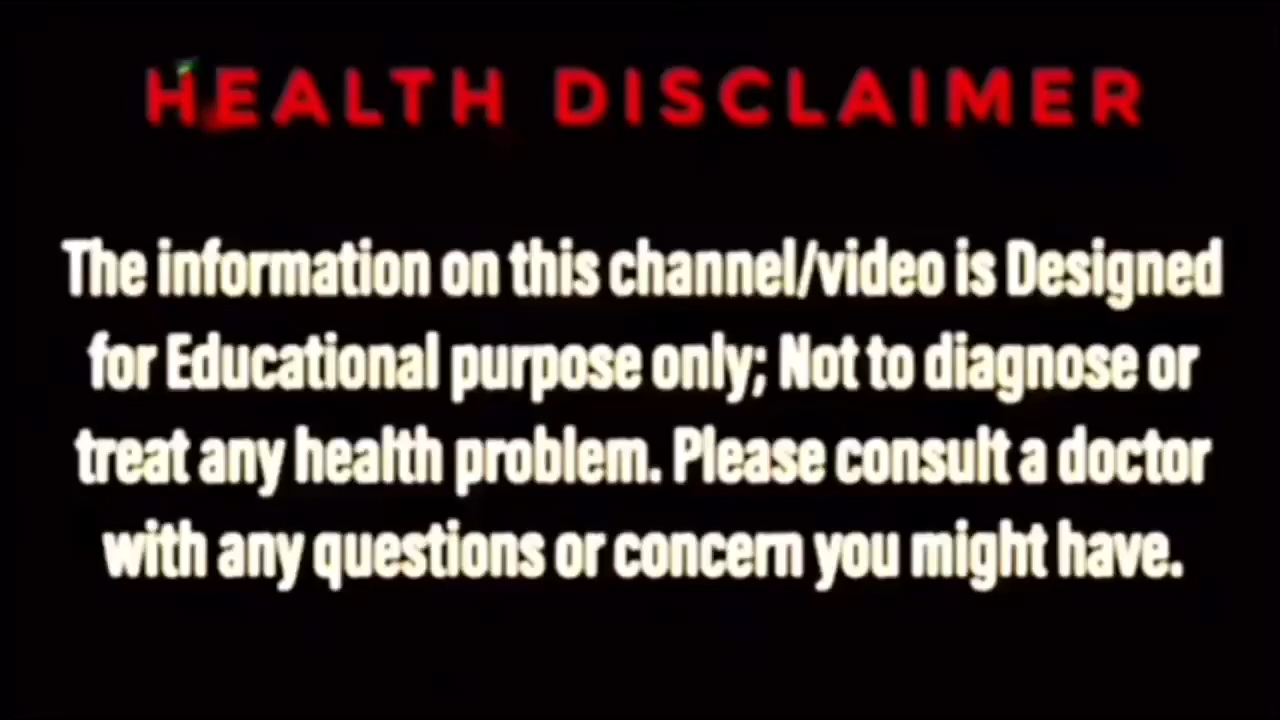 HEALTH DISCLAIMER
The information on this channel/video is Designed
for Educational purpose only; Not to diagnose or
treat any health problem. Please consult a doctor
with any questions or concern you might have.